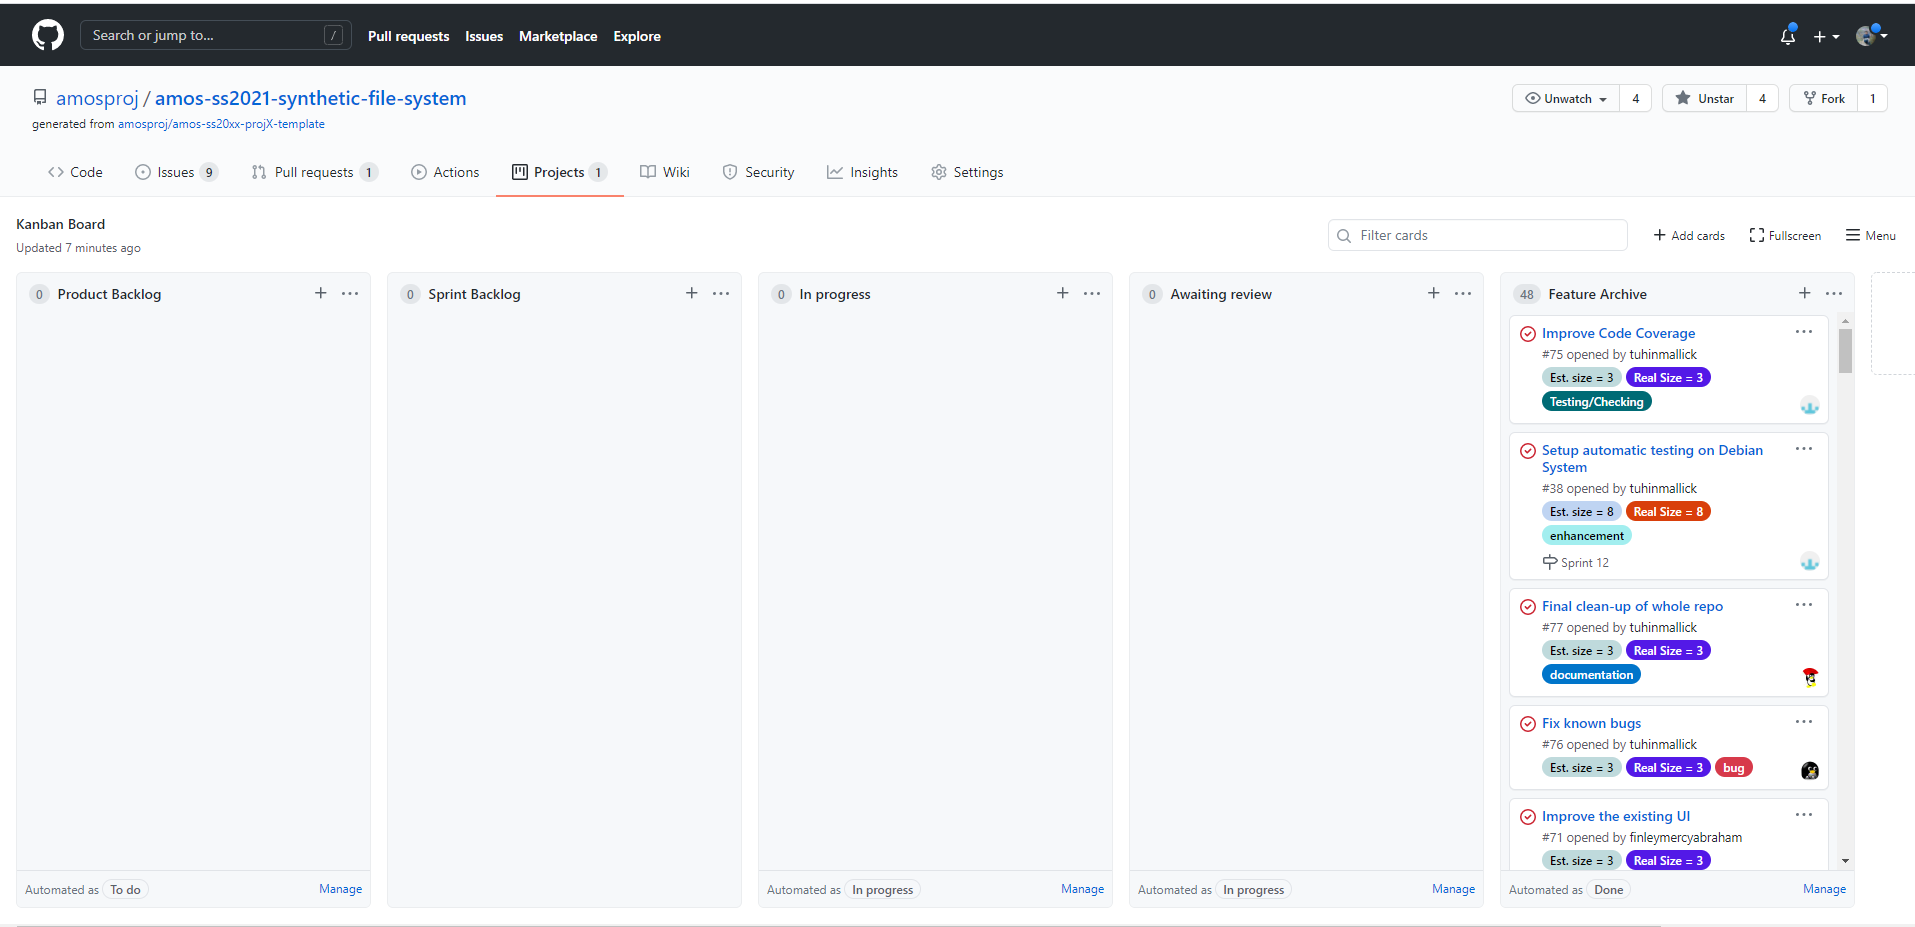 Search or jump to... /
Pull requests Issues Marketplace Explore
amosproj / amos-ss2021-synthetic-file-system
generated from amosproj/amos-ss20xx-projX-template
Unwatch 4 Unstar 4 Fork 1
Code Issues 9 Pull requests 1 Actions Projects 1 Wiki Security Insights Settings
Kanban Board
Updated 7 minutes ago
Filter cards Add cards Fullscreen Menu
0 Product Backlog
Automated as To do Manage
0 Sprint Backlog
0 In progress
Automated as In progress Manage
0 Awaiting review
Automated as In progress Manage
48 Feature Archive
Improve Code Coverage
#75 opened by tuhinmallick
Est. size = 3 Real Size = 3
Testing/Checking
Setup automatic testing on Debian
System
#38 opened by tuhinmallick
Est. size = 8 Real Size = 8
enhancement
Sprint 12
Final clean-up of whole repo
#77 opened by tuhinmallick
Est. size = 3 Real Size = 3
documentation
Fix known bugs
#76 opened by tuhinmallick
Est. size = 3 Real Size = 3 bug
Improve the existing UI
#71 opened by finleymercyabraham
Est. size = 3 Real Size = 3
Automated as Done Manage